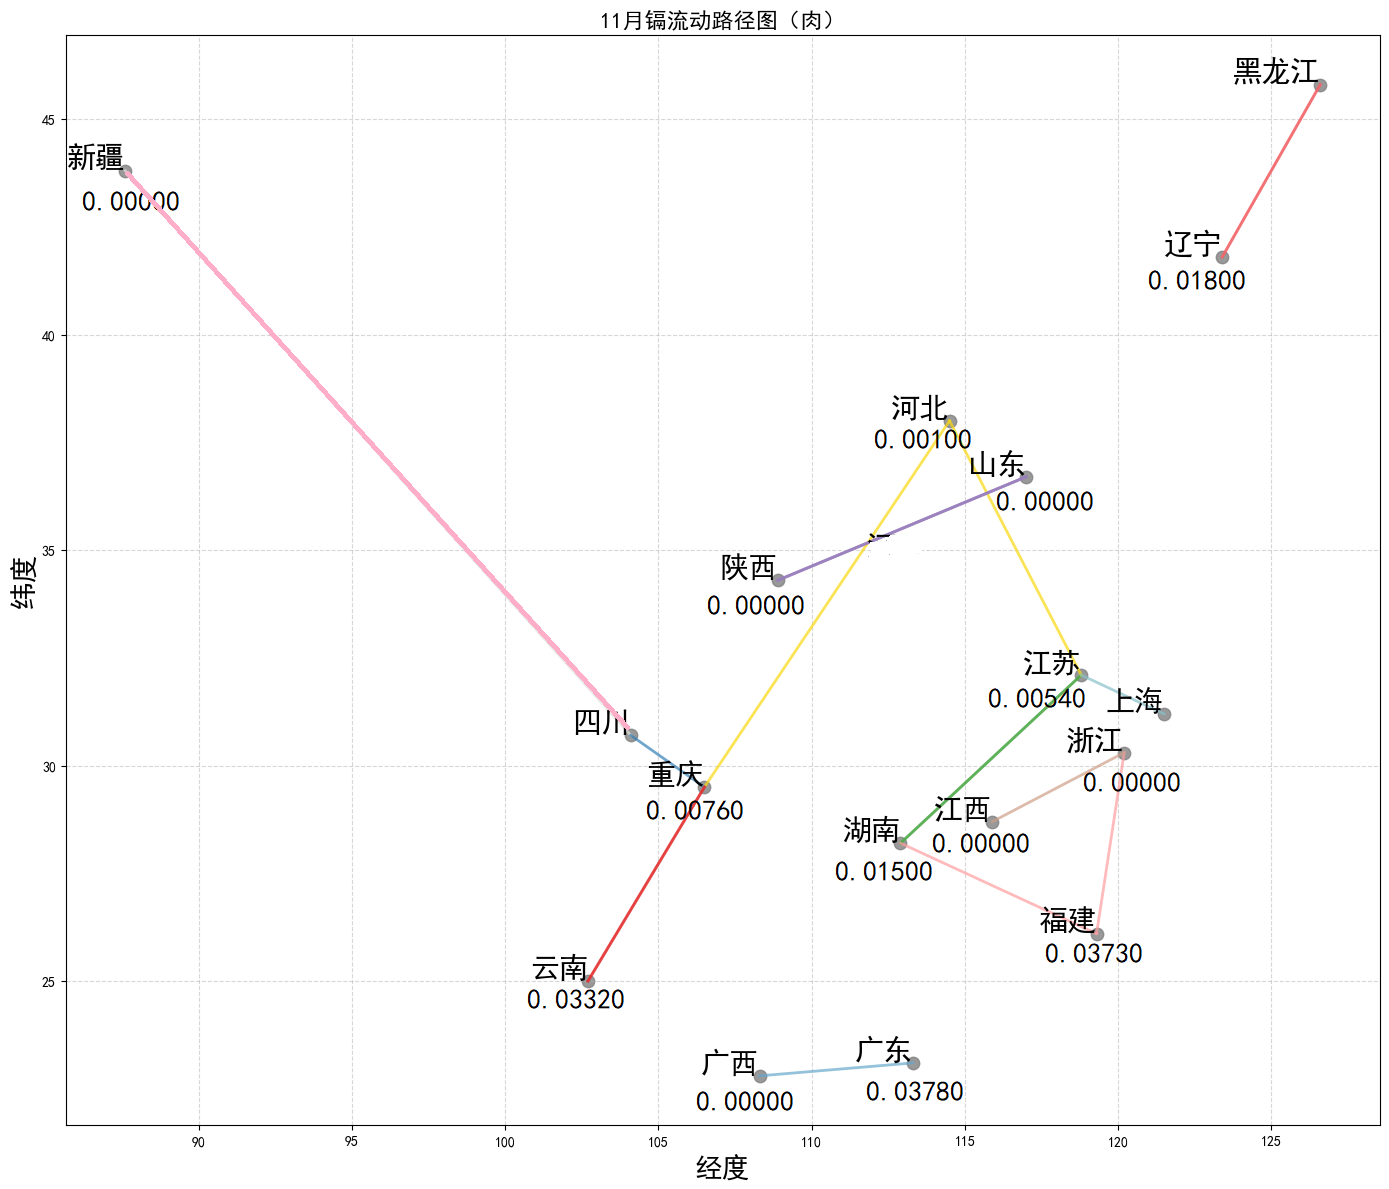 11月镉流动路径图（肉）
黑龙江
45
新疆
0.00000
辽宁
0.01800
40
河北
0.00100
山东
0.00000
35
陕西
0.00000
江苏
0.00540
上海
四川
浙江
30
重庆
0.00000
0.00760
江西
湖南
0.00000
0.01500
福建
0.03730
云南
25
0.03320
广西
广东
0.00000
0.03780
90
95
100
105
110
115
120
125
经度
纬度